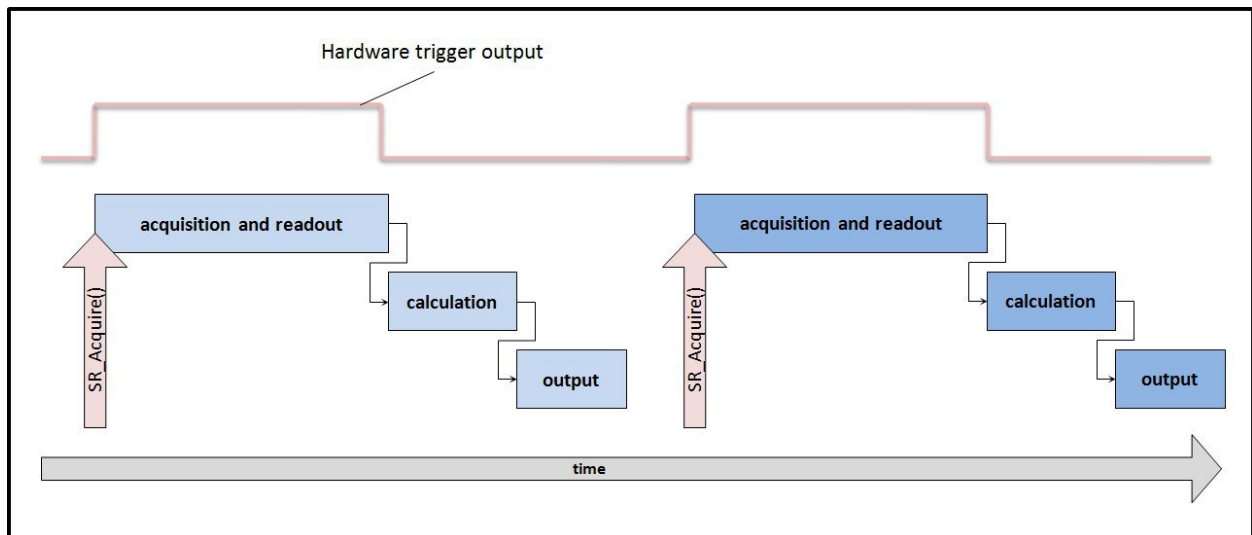 Hardware trigger output
acquisition and readout
acquisition and readout
SR_Acquire()
calculation
SR_Acquire()
calculation
output
output
time